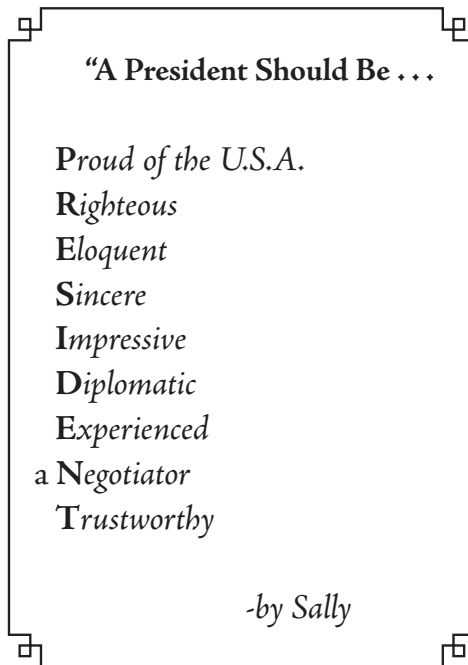 “A President Should Be . . .
Proud of the U.S.A.
Righteous
Eloquent
Sincere
Impressive
Diplomatic
Experienced
a Negotiator
Trustworthy
-by Sally